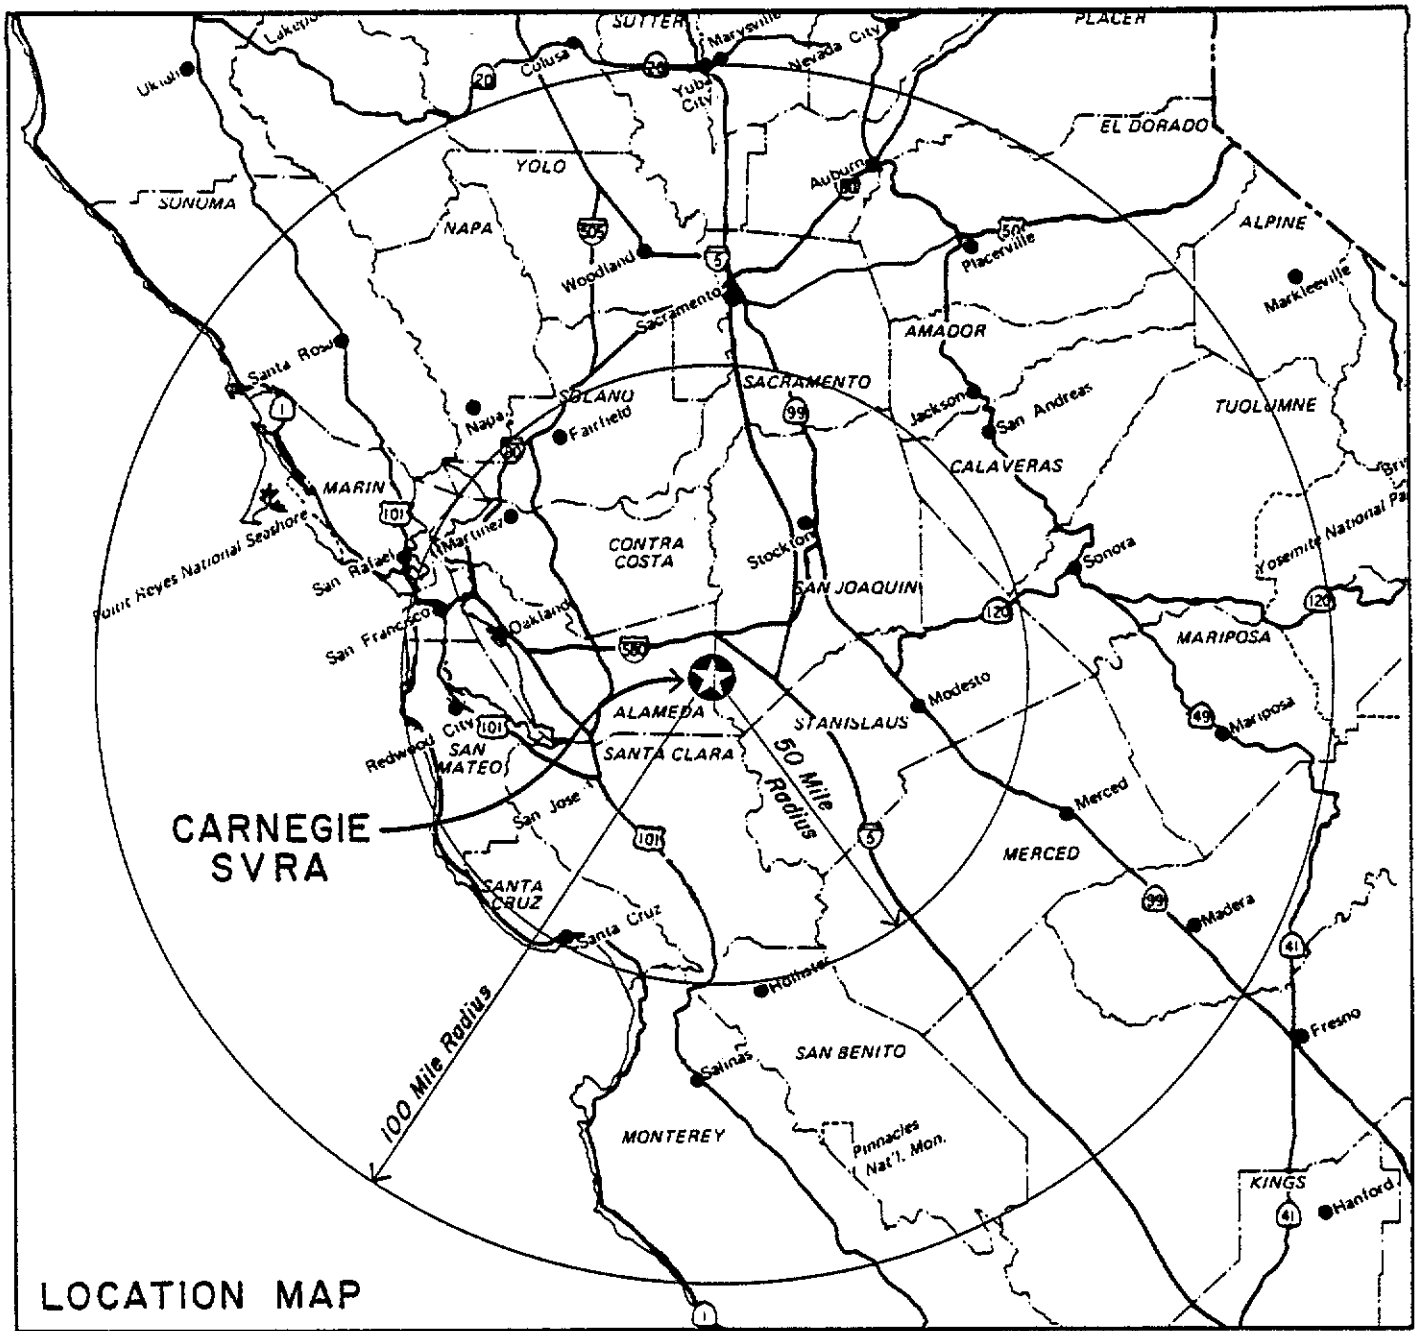 SUTTER
PLACER
Marysville
Nevada City
Colusa
Ukiah
20
20
Yuba
City
EL DORADO
YOLO
Auburn
80
SONOMA
NAPA
505
50
ALPINE
Woodland
5
Placerville
Markleeville
Sacramento
AMADOR
Santa Rosa
SACRAMENTO
SOLANO
1
99
Jackson
San Andreas
TUOLUMNE
Napa
Fairfield
80
CALAVERAS
MARIN
101
Martinez
CONTRA
COSTA
Stockton
Point Reyes National Seashore
San Rafael
Sonora
Yosemite National Pa
SAN JOAQUIN
120
120
San Francisco
Oakland
580
MARIPOSA
Modesto
ALAMEDA
STANISLAUS
49
Mariposa
Redwood City
101
SAN
MATEO
SANTA CLARA
50 Mile
Radius
San Jose
Merced
CARNEGIE
SVRA
101
5
MERCED
SANTA
CRUZ
99
Madera
Santa Cruz
41
Hollister
100 Mile Radius
Fresno
SAN BENITO
Salinas
MONTEREY
Pinnacles
Nat'l. Mon.
KINGS
41
Hanford
LOCATION MAP
1